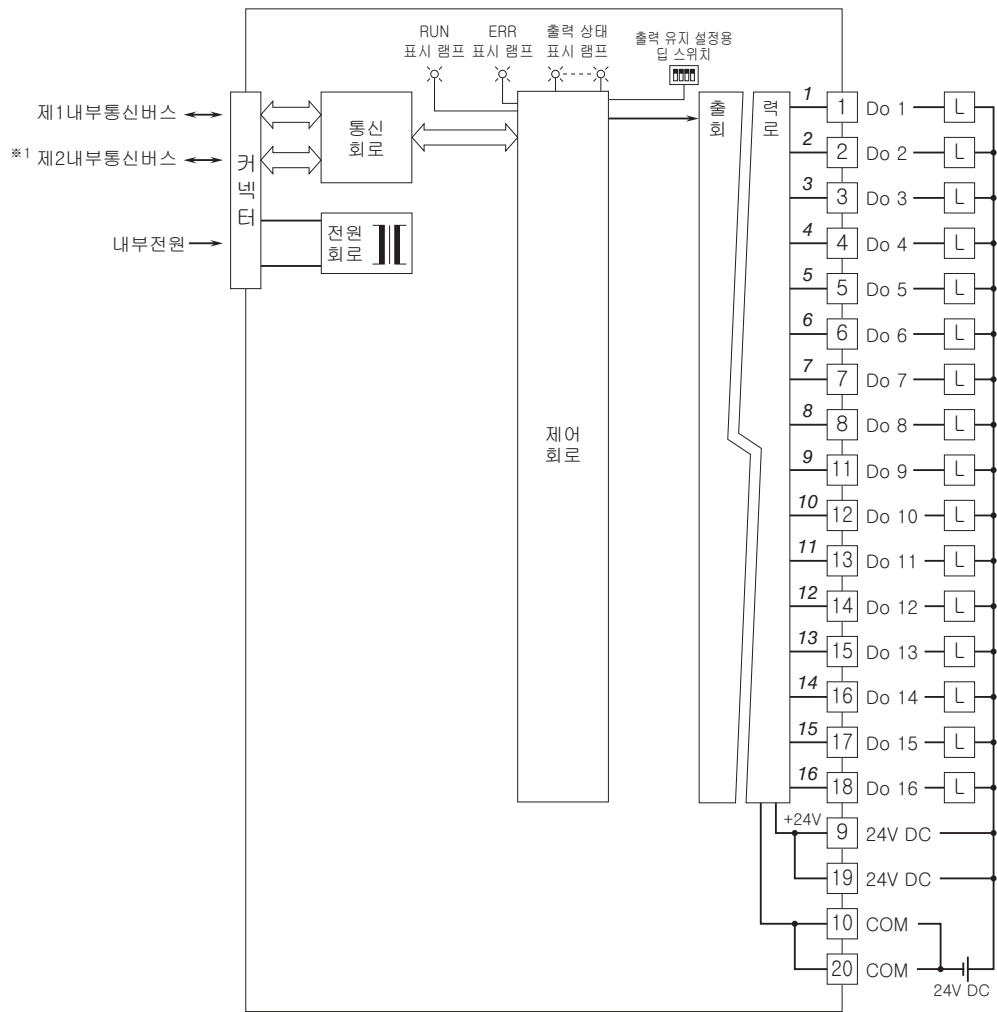 RUN
표시 램프
ERR
표시 램프
출력 상태
표시 램프
출력 유지 설정용
딥 스위치
제1내부통신버스
※1 제2내부통신버스
내부전원
커넥터
통신
회로
전원
회로
제어
회로
출력
회로
1 1 Do 1 L
2 2 Do 2 L
3 3 Do 3 L
4 4 Do 4 L
5 5 Do 5 L
6 6 Do 6 L
7 7 Do 7 L
8 8 Do 8 L
9 11 Do 9 L
10 12 Do 10 L
11 13 Do 11 L
12 14 Do 12 L
13 15 Do 13 L
14 16 Do 14 L
15 17 Do 15 L
16 18 Do 16 L
+24V 9 24V DC
19 24V DC
10 COM
20 COM
24V DC